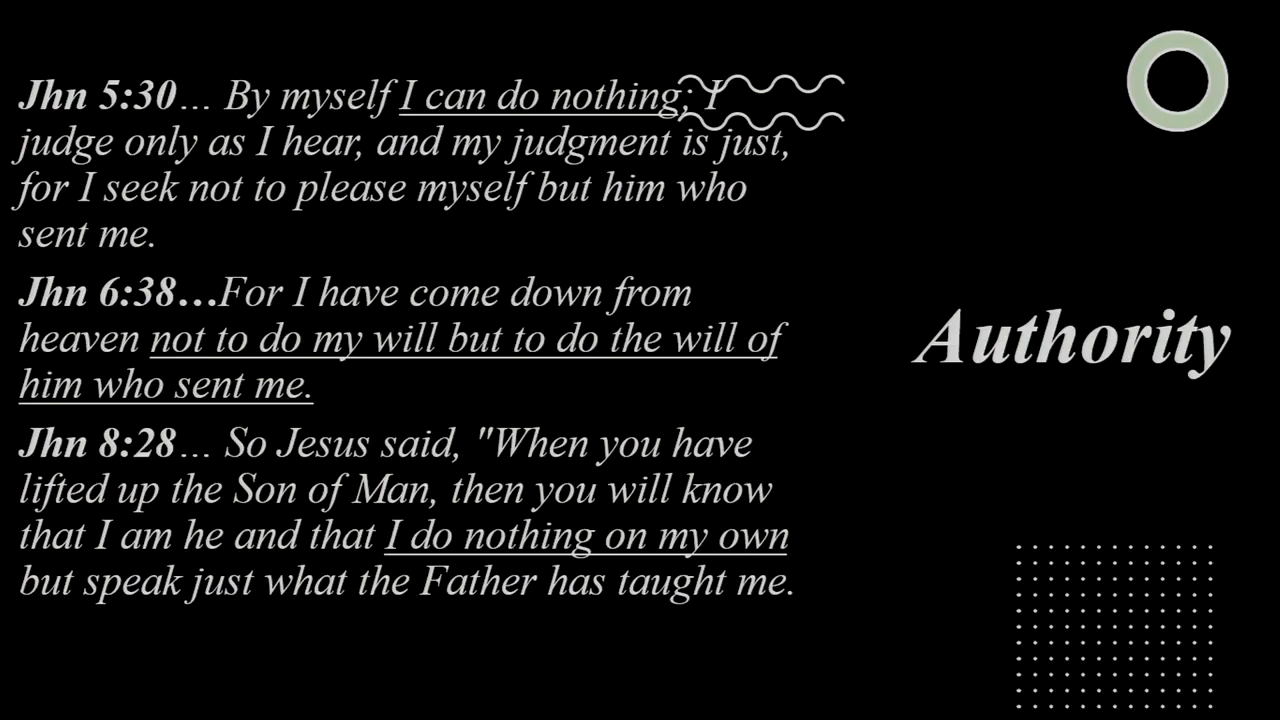 Jhn 5:30… By myself I can do nothing; I
judge only as I hear, and my judgment is just,
for I seek not to please myself but him who
sent me.
Jhn 6:38…For I have come down from
heaven not to do my will but to do the will of
him who sent me.
Jhn 8:28… So Jesus said, "When you have
lifted up the Son of Man, then you will know
that I am he and that I do nothing on my own
but speak just what the Father has taught me.
Authority